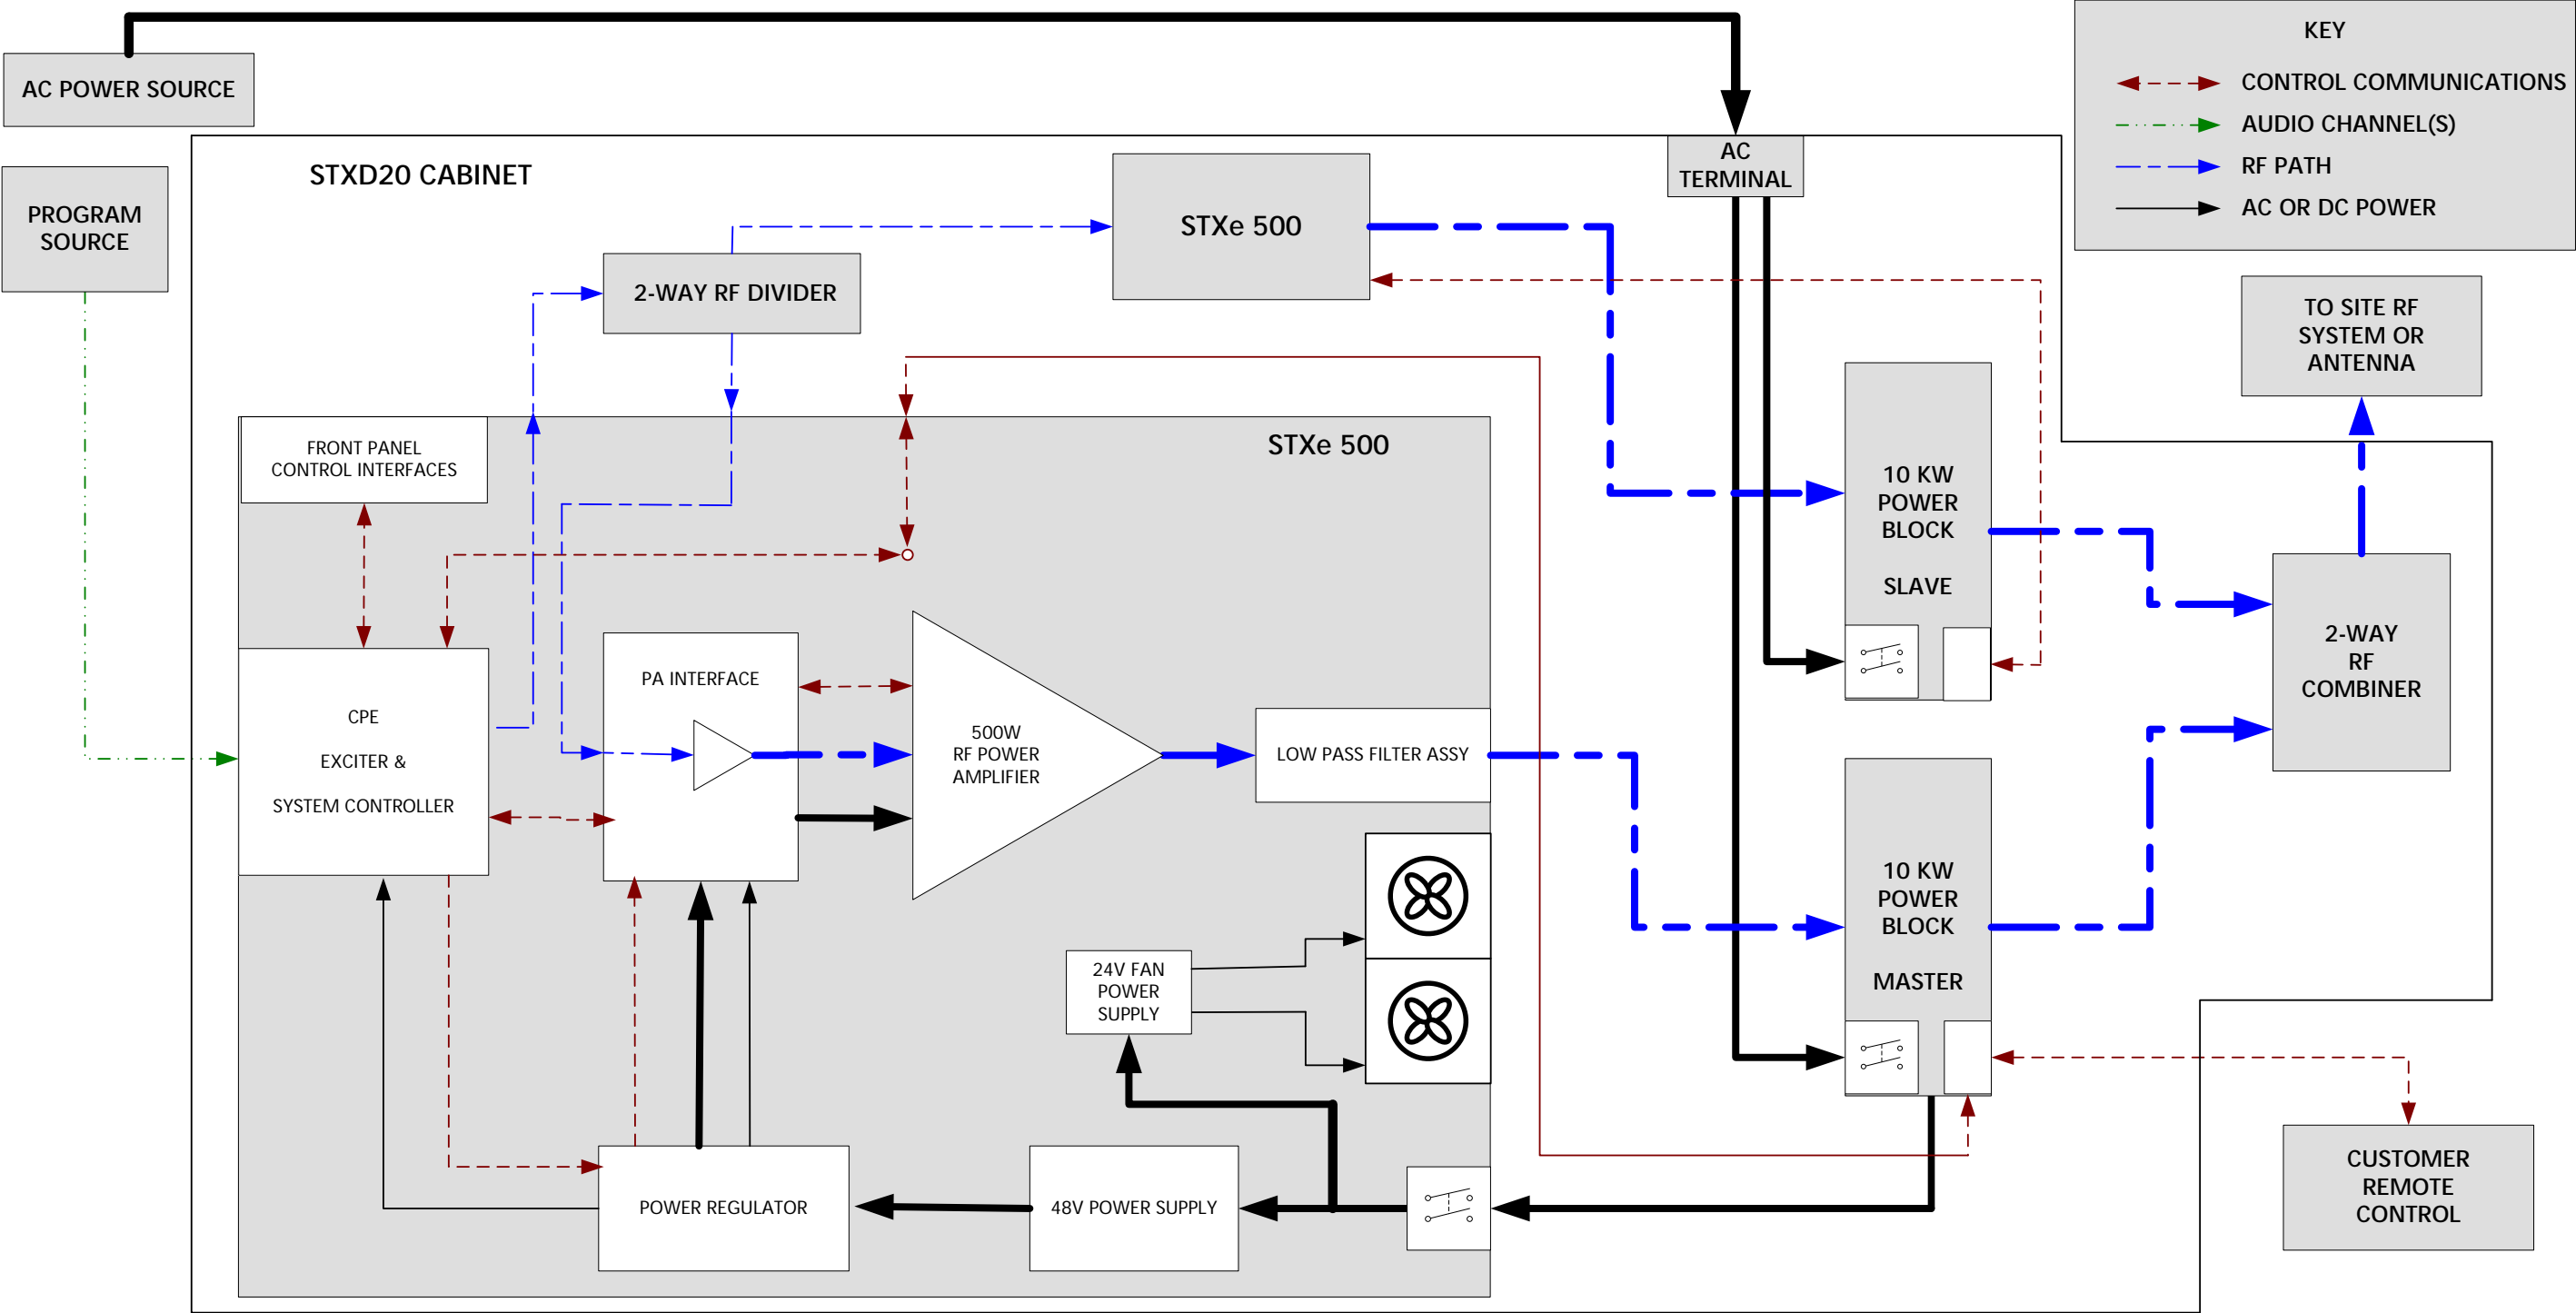 AC POWER SOURCE
PROGRAM
SOURCE
STXD20 CABINET
2-WAY RF DIVIDER
STXe 500
AC
TERMINAL
KEY
CONTROL COMMUNICATIONS
AUDIO CHANNEL(S)
RF PATH
AC OR DC POWER
TO SITE RF
SYSTEM OR
ANTENNA
FRONT PANEL
CONTROL INTERFACES
STXe 500
10 KW
POWER
BLOCK
SLAVE
2-WAY
RF
COMBINER
CPE
EXCITER &
SYSTEM CONTROLLER
PA INTERFACE
500W
RF POWER
AMPLIFIER
LOW PASS FILTER ASSY
10 KW
POWER
BLOCK
MASTER
24V FAN
POWER
SUPPLY
POWER REGULATOR
48V POWER SUPPLY
CUSTOMER
REMOTE
CONTROL